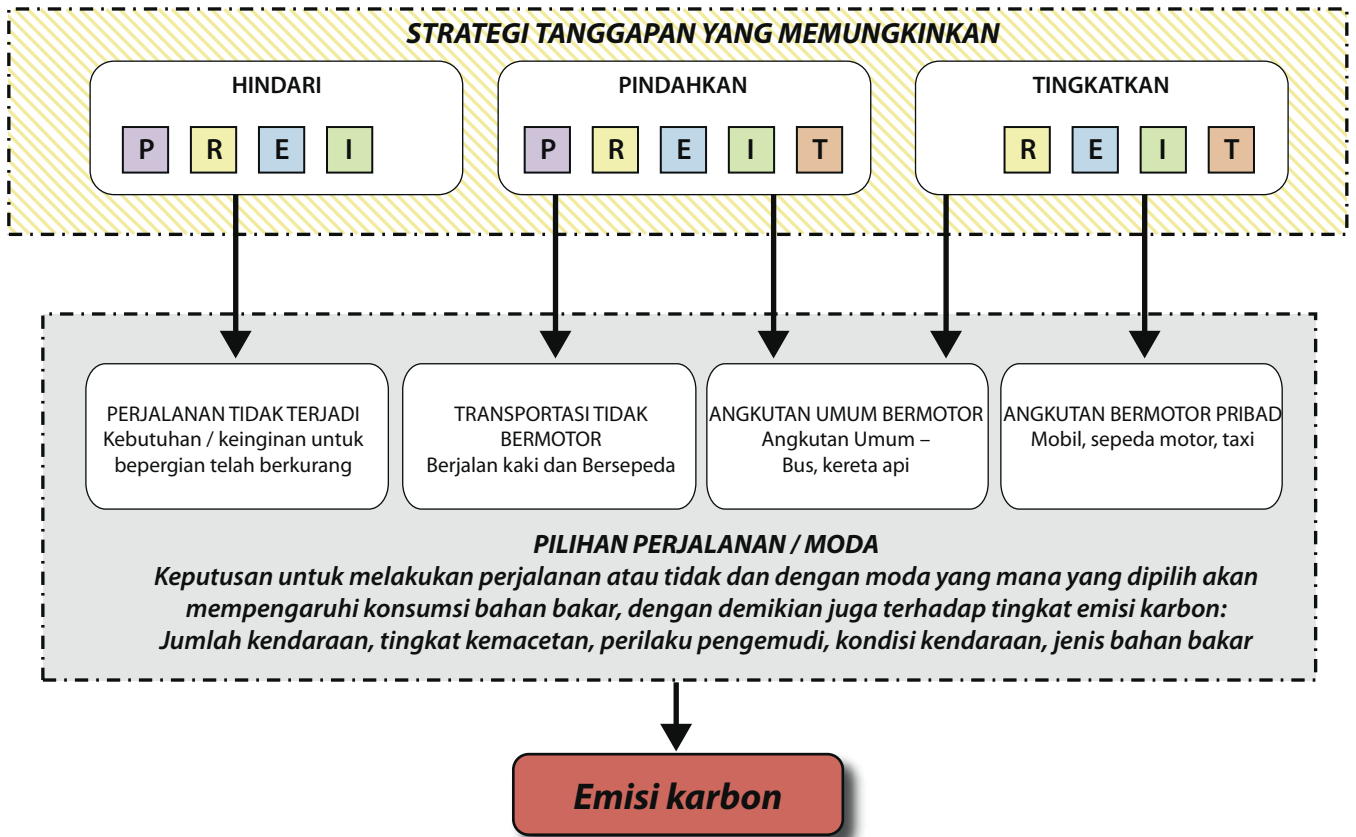 STRATEGI TANGGAPAN YANG MEMUNGKINKAN
HINDARI
P R E I
PINDAHKAN
P R E I T
TINGKATKAN
R E I T
PERJALANAN TIDAK TERJADI
Kebutuhan / keinginan untuk
bepergian telah berkurang
TRANSPORTASI TIDAK
BERMOTOR
Berjalan kaki dan Bersepeda
ANGKUTAN UMUM BERMOTOR
Angkutan Umum –
Bus, kereta api
ANGKUTAN BERMOTOR PRIBAD
Mobil, sepeda motor, taxi
PILIHAN PERJALANAN / MODA
Keputusan untuk melakukan perjalanan atau tidak dan dengan moda yang mana yang dipilih akan
mempengaruhi konsumsi bahan bakar, dengan demikian juga terhadap tingkat emisi karbon:
Jumlah kendaraan, tingkat kemacetan, perilaku pengemudi, kondisi kendaraan, jenis bahan bakar
Emisi karbon